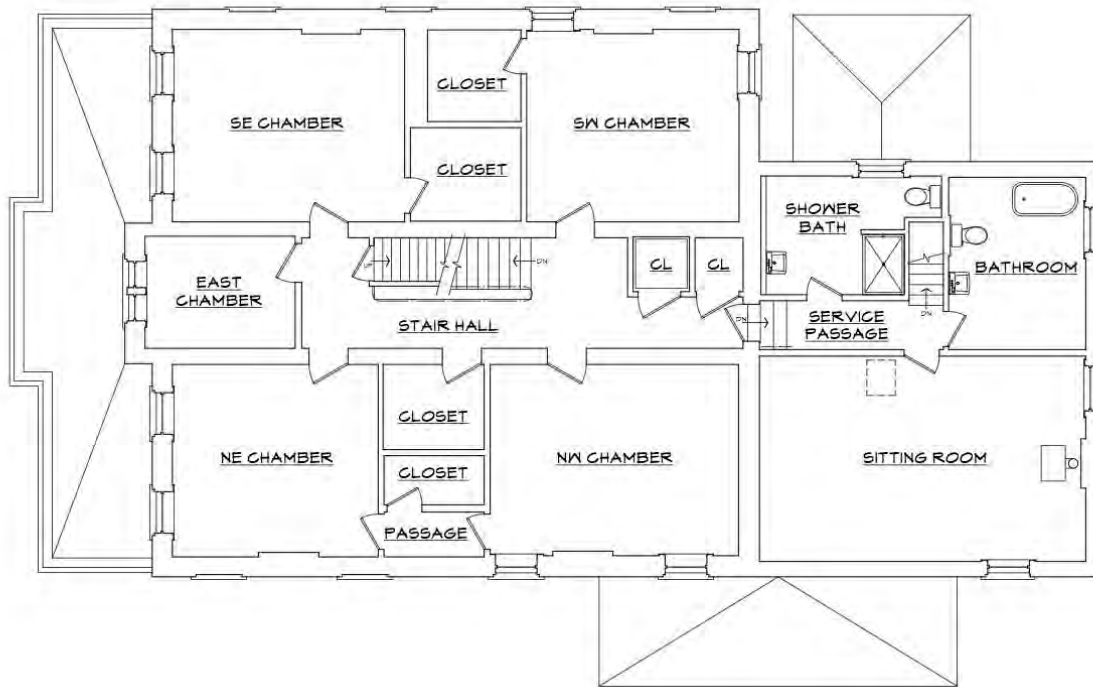 CLOSET
SE CHAMBER
SW CHAMBER
CLOSET
SHOWER
BATH
EAST
CHAMBER
DN
DN
CL
CL
BATHROOM
STAIR HALL
DN
SERVICE
PASSAGE
DN
CLOSET
NE CHAMBER
CLOSET
NW CHAMBER
SITTING ROOM
PASSAGE